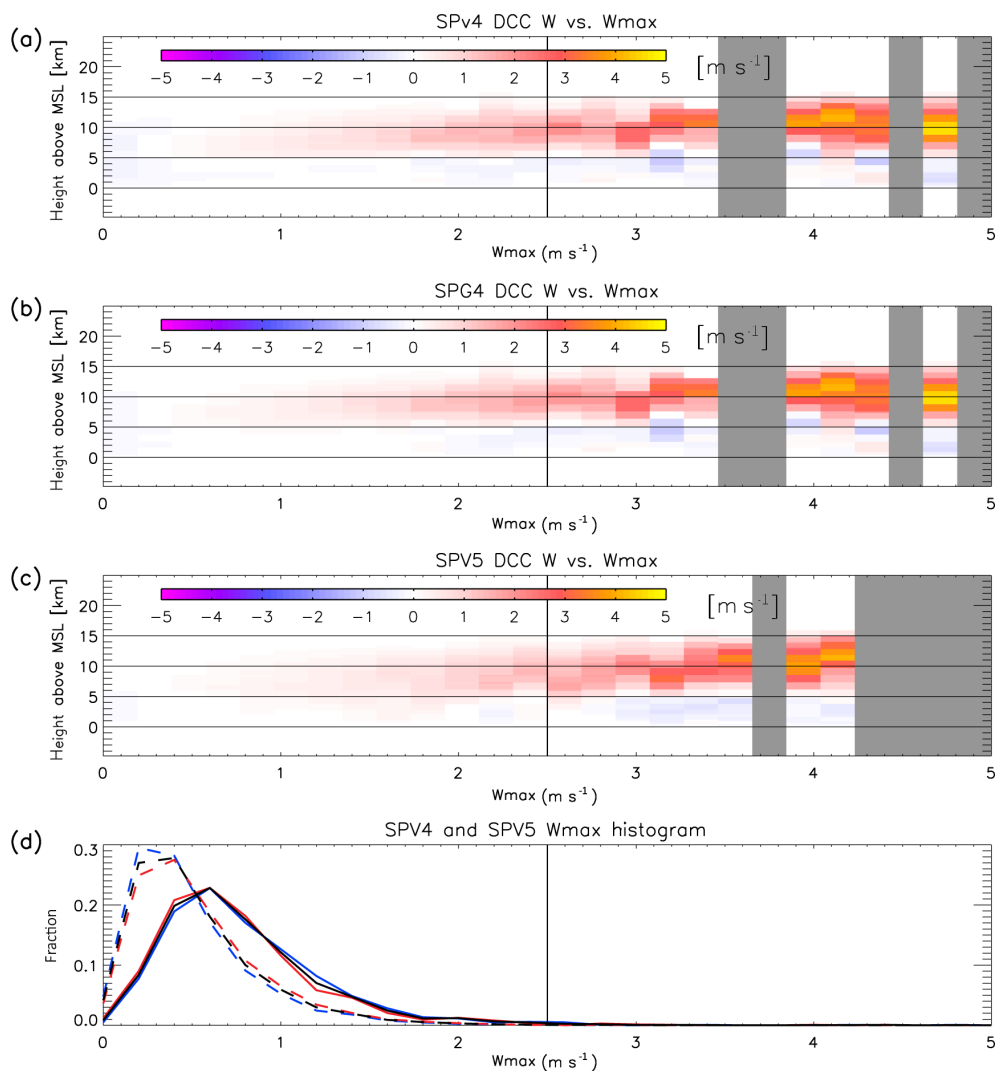 SPv4 DCC W vs. Wmax
(a)
Height above MSL [km]
20
15
10
5
0
-5 -4 -3 -2 -1 0 1 2 3 4 5
[m s⁻¹]
0 1 2 3 4 5
Wmax (m s⁻¹)
SPG4 DCC W vs. Wmax
(b)
Height above MSL [km]
20
15
10
5
0
-5 -4 -3 -2 -1 0 1 2 3 4 5
[m s⁻¹]
0 1 2 3 4 5
Wmax (m s⁻¹)
SPV5 DCC W vs. Wmax
(c)
Height above MSL [km]
20
15
10
5
0
-5 -4 -3 -2 -1 0 1 2 3 4 5
[m s⁻¹]
0 1 2 3 4 5
Wmax (m s⁻¹)
SPV4 and SPV5 Wmax histogram
(d)
Fraction
0.3
0.2
0.1
0.0
0 1 2 3 4 5
Wmax (m s⁻¹)